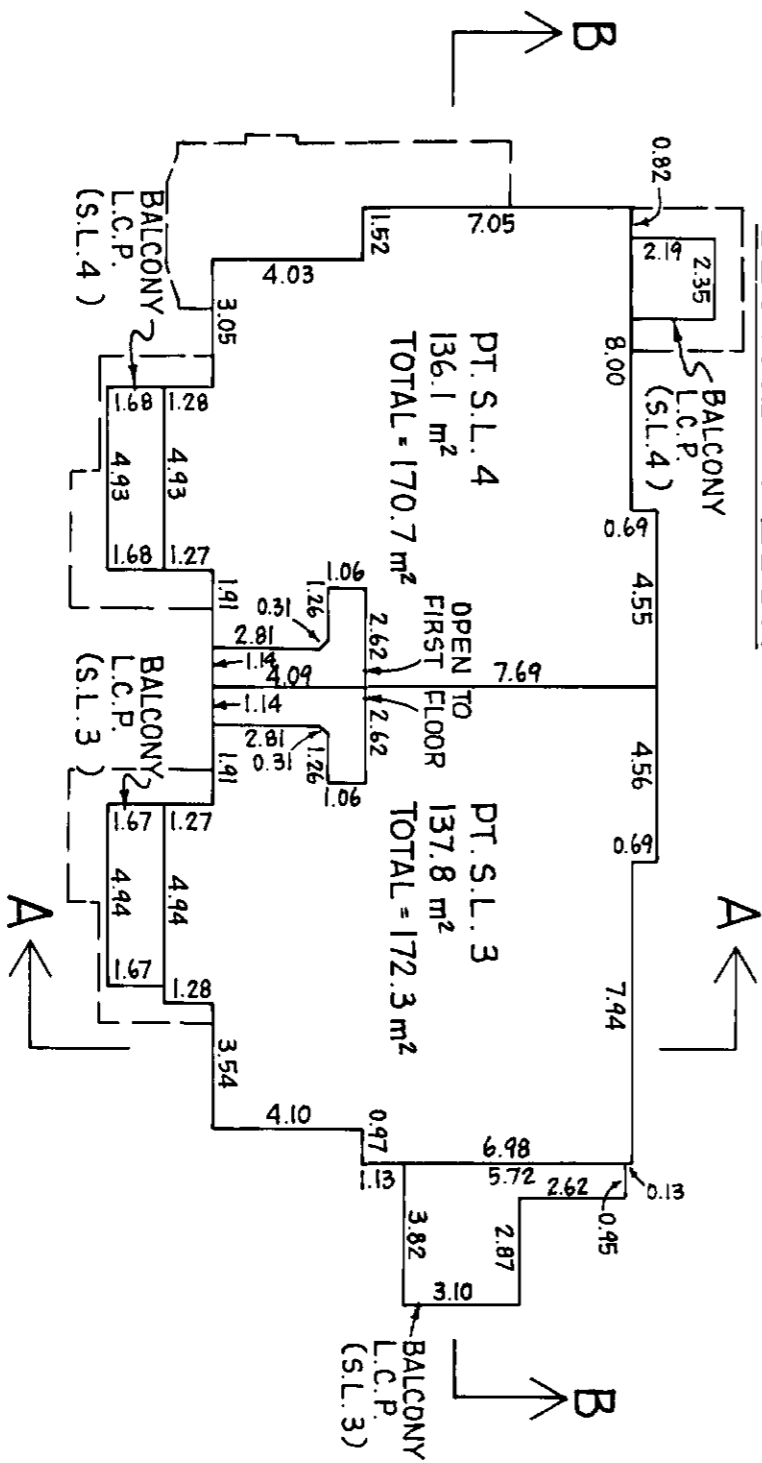 B
B
A
A
0.82
2.19
2.35
BALCONY
L.C.P.
(S.L.4)
8.00
0.69
4.55
7.05
1.52
4.03
3.05
BALCONY
L.C.P.
(S.L.4)
1.68
1.28
4.93
4.93
1.68
1.27
1.91
PT. S.L. 4
136.1 m²
TOTAL = 170.7 m²
OPEN TO
FIRST FLOOR
1.06
1.26
0.31
2.81
2.62
1.14
4.09
7.69
1.14
2.81
0.31
1.26
1.06
2.62
PT. S.L. 3
137.8 m²
TOTAL = 172.3 m²
4.56
0.69
7.94
1.91
BALCONY
L.C.P.
(S.L.3)
1.67
1.27
4.94
4.94
1.67
1.28
3.54
4.10
0.97
6.98
1.13
5.72
2.62
0.13
0.95
3.82
2.87
3.10
BALCONY
L.C.P.
(S.L.3)